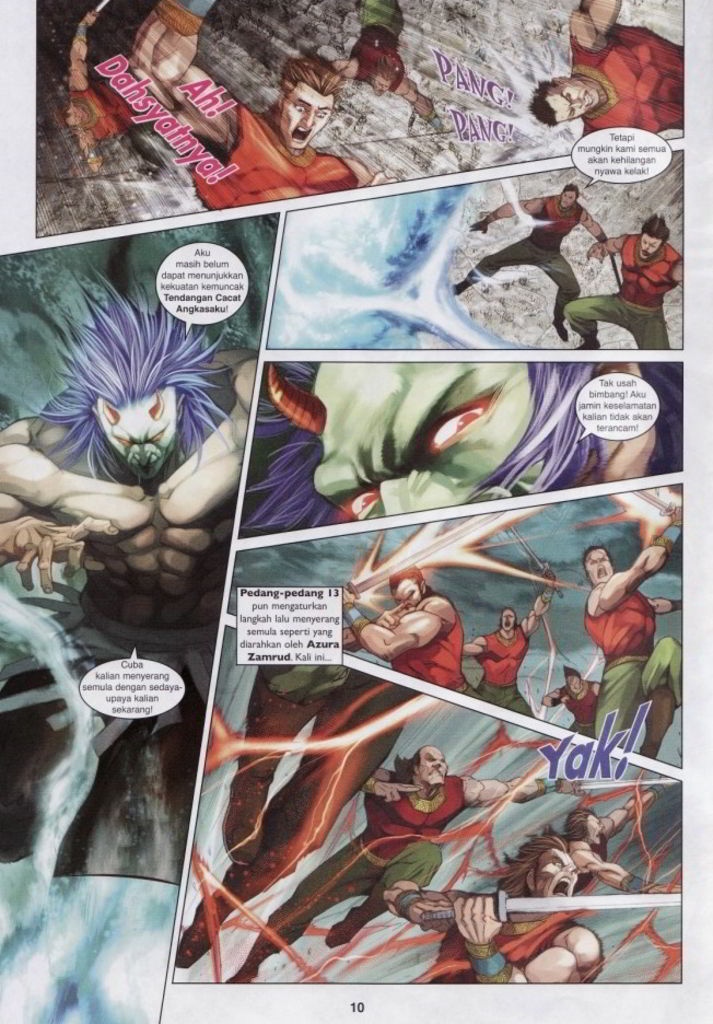 Ah!
Dahsyatnya!
PANG!
PANG!
Tetapi
mungkin kami semua
akan kehilangan
nyawa kelak!
Aku
masih belum
dapat menunjukkan
kekuatan kemuncak
Tendangan Cacat
Angkasaku!
Tak usah
bimbang! Aku
jamin keselamatan
kalian takkan
terancam!
Cuba
kalian menyerang
semula dengan sedaya-
upaya kalian
sekarang!
Pedang-pedang 13
pun mengaturkan
langkah lalu menyerang
semula seperti yang
diarahkan oleh Azura
Zamrud. Kali ini...
Yak!
10